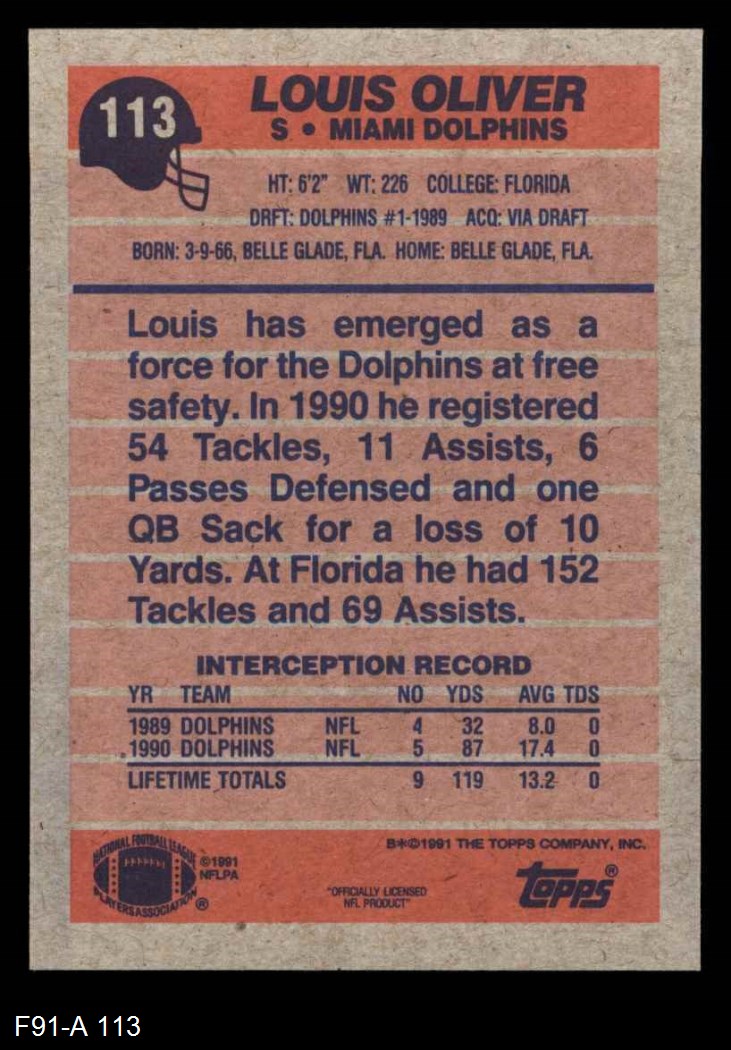 113
LOUIS OLIVER
S • MIAMI DOLPHINS
HT: 6'2" WT: 226 COLLEGE: FLORIDA
DRFT: DOLPHINS #1-1989 ACQ: VIA DRAFT
BORN: 3-9-66, BELLE GLADE, FLA. HOME: BELLE GLADE, FLA.
Louis has emerged as a
force for the Dolphins at free
safety. In 1990 he registered
54 Tackles, 11 Assists, 6
Passes Defensed and one
QB Sack for a loss of 10
Yards. At Florida he had 152
Tackles and 69 Assists.
INTERCEPTION RECORD
YR TEAM NO YDS AVG TDS
1989 DOLPHINS NFL 4 32 8.0 0
1990 DOLPHINS NFL 5 87 17.4 0
LIFETIME TOTALS 9 119 13.2 0
NATIONAL FOOTBALL LEAGUE
PLAYERS ASSOCIATION ®
©1991
NFLPA
B*©1991 THE TOPPS COMPANY, INC.
"OFFICIALLY LICENSED
NFL PRODUCT"
topps®
F91-A 113